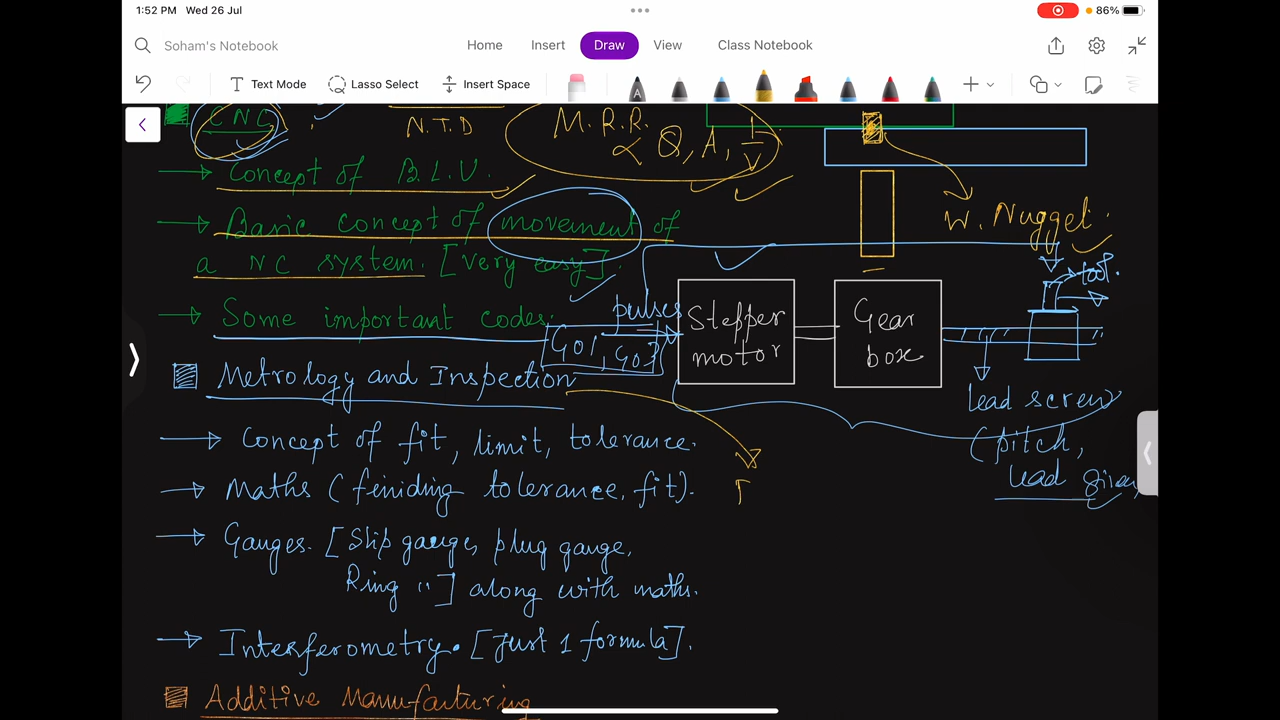 1:52 PM Wed 26 Jul
86%
Soham's Notebook
Home Insert Draw View Class Notebook
Text Mode Lasso Select Insert Space
A
CNC
N.T.D
M.R.R. ∝ Q, A, 1/V
→ Concept of B.L.U.
→ Basic concept of movement of
a NC system. [very easy].
→ Some important codes.
G01, G03
W. Nugget.
tool.
pulses
Stepper
motor
Gear
box
lead screw
(pitch,
lead given
Metrology and Inspection
→ Concept of fit, limit, tolerance.
→ Maths (finiding tolerance, fit).
→ Gauges. [Slip gauge, plug gauge,
Ring "] along with maths.
→ Interferometry. [Just 1 formula].
Additive Manufacturing